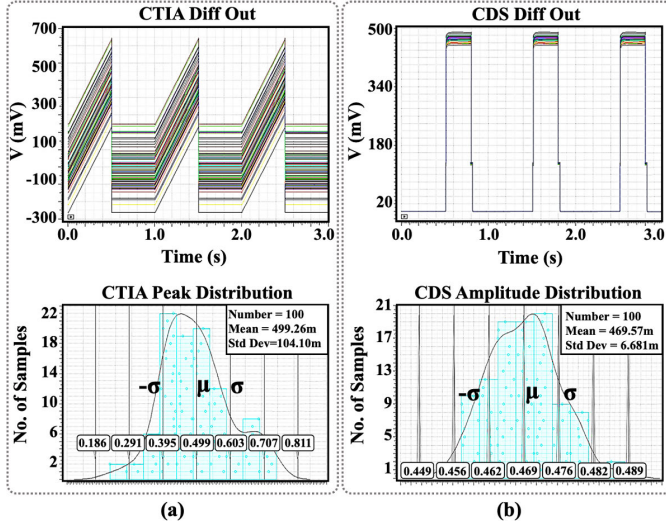 CTIA Diff Out
V (mV)
700
500
300
100
-100
-300
0.0 1.0 2.0 3.0
Time (s)
CTIA Peak Distribution
No. of Samples
22
18
14
10
6
2
Number = 100
Mean = 499.26m
Std Dev=104.10m
-σ μ σ
0.186 0.291 0.395 0.499 0.603 0.707 0.811
(a)
CDS Diff Out
V (mV)
500
340
180
20
0.0 1.0 2.0 3.0
Time (s)
CDS Amplitude Distribution
No. of Samples
21
17
13
9
5
1
Number = 100
Mean = 469.57m
Std Dev = 6.681m
-σ μ σ
0.449 0.456 0.462 0.469 0.476 0.482 0.489
(b)